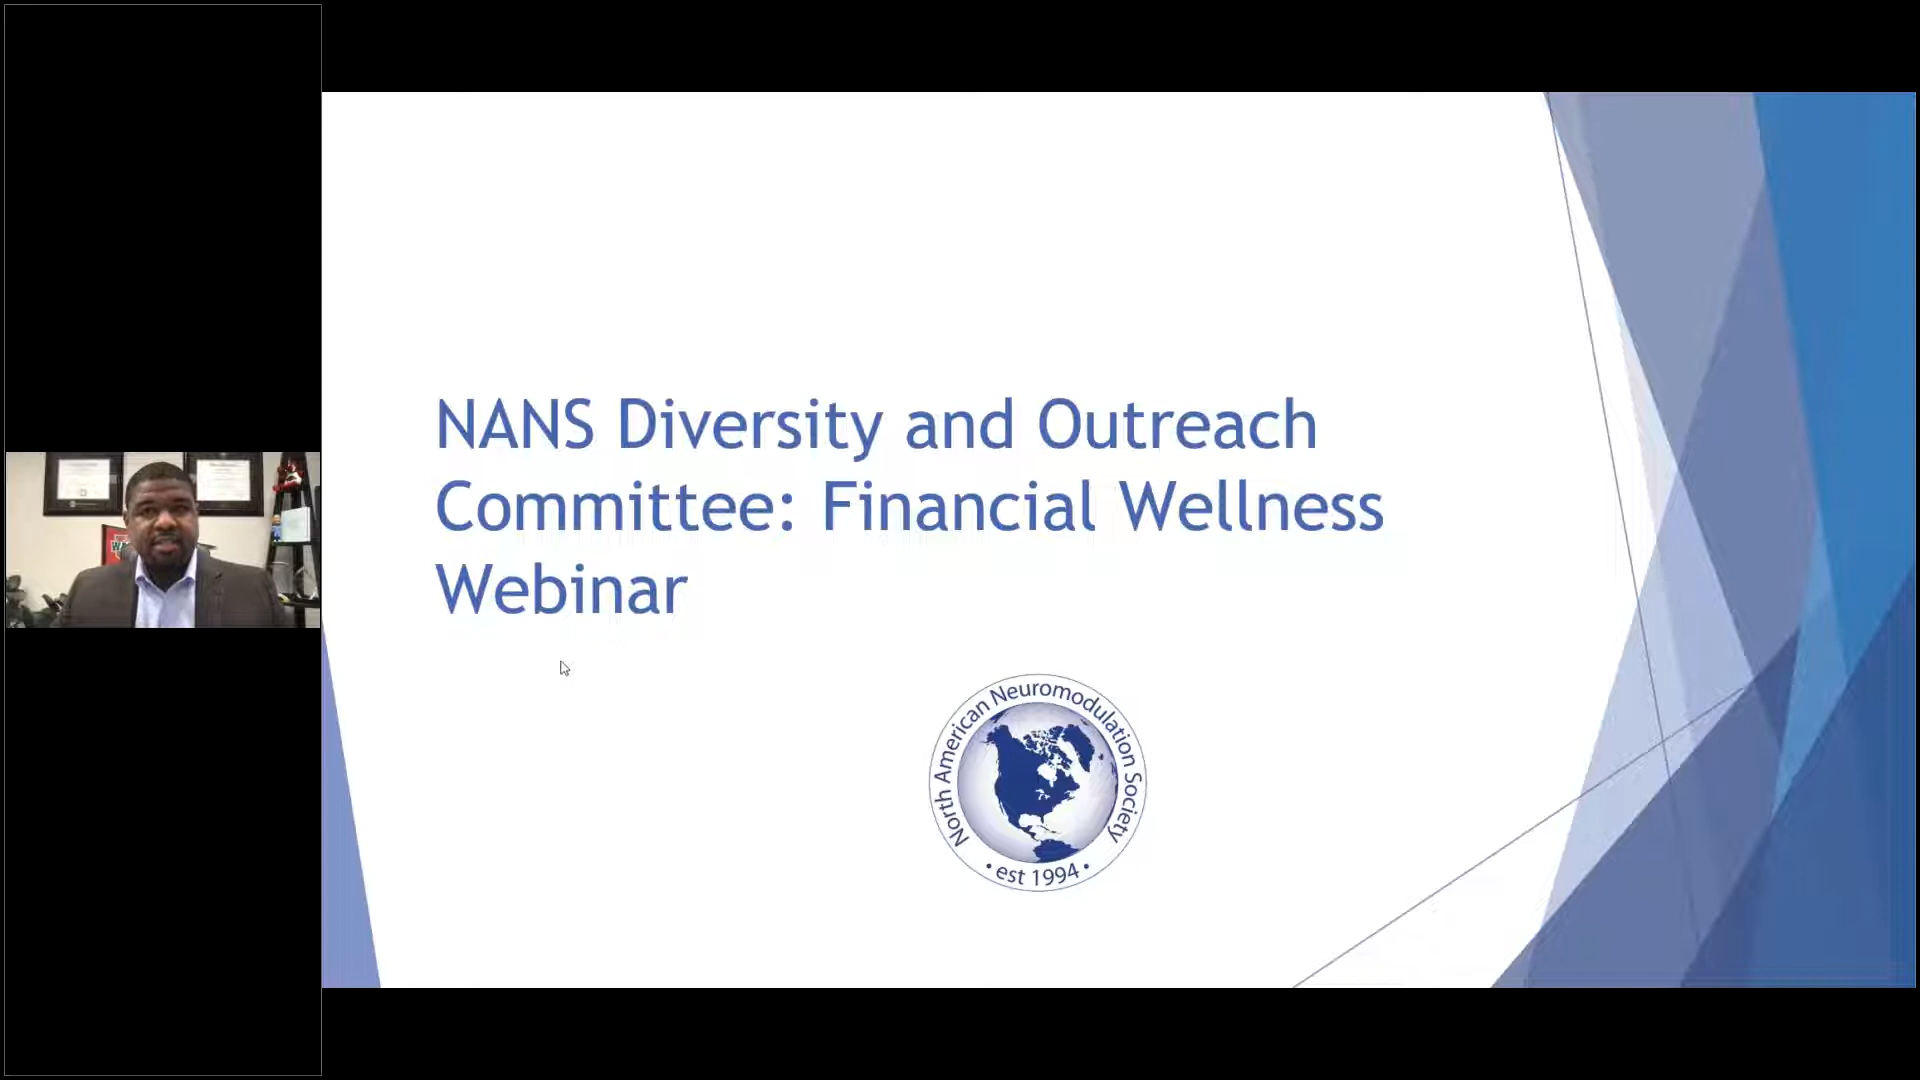 NANS Diversity and Outreach
Committee: Financial Wellness
Webinar
North American Neuromodulation Society
• est 1994 •